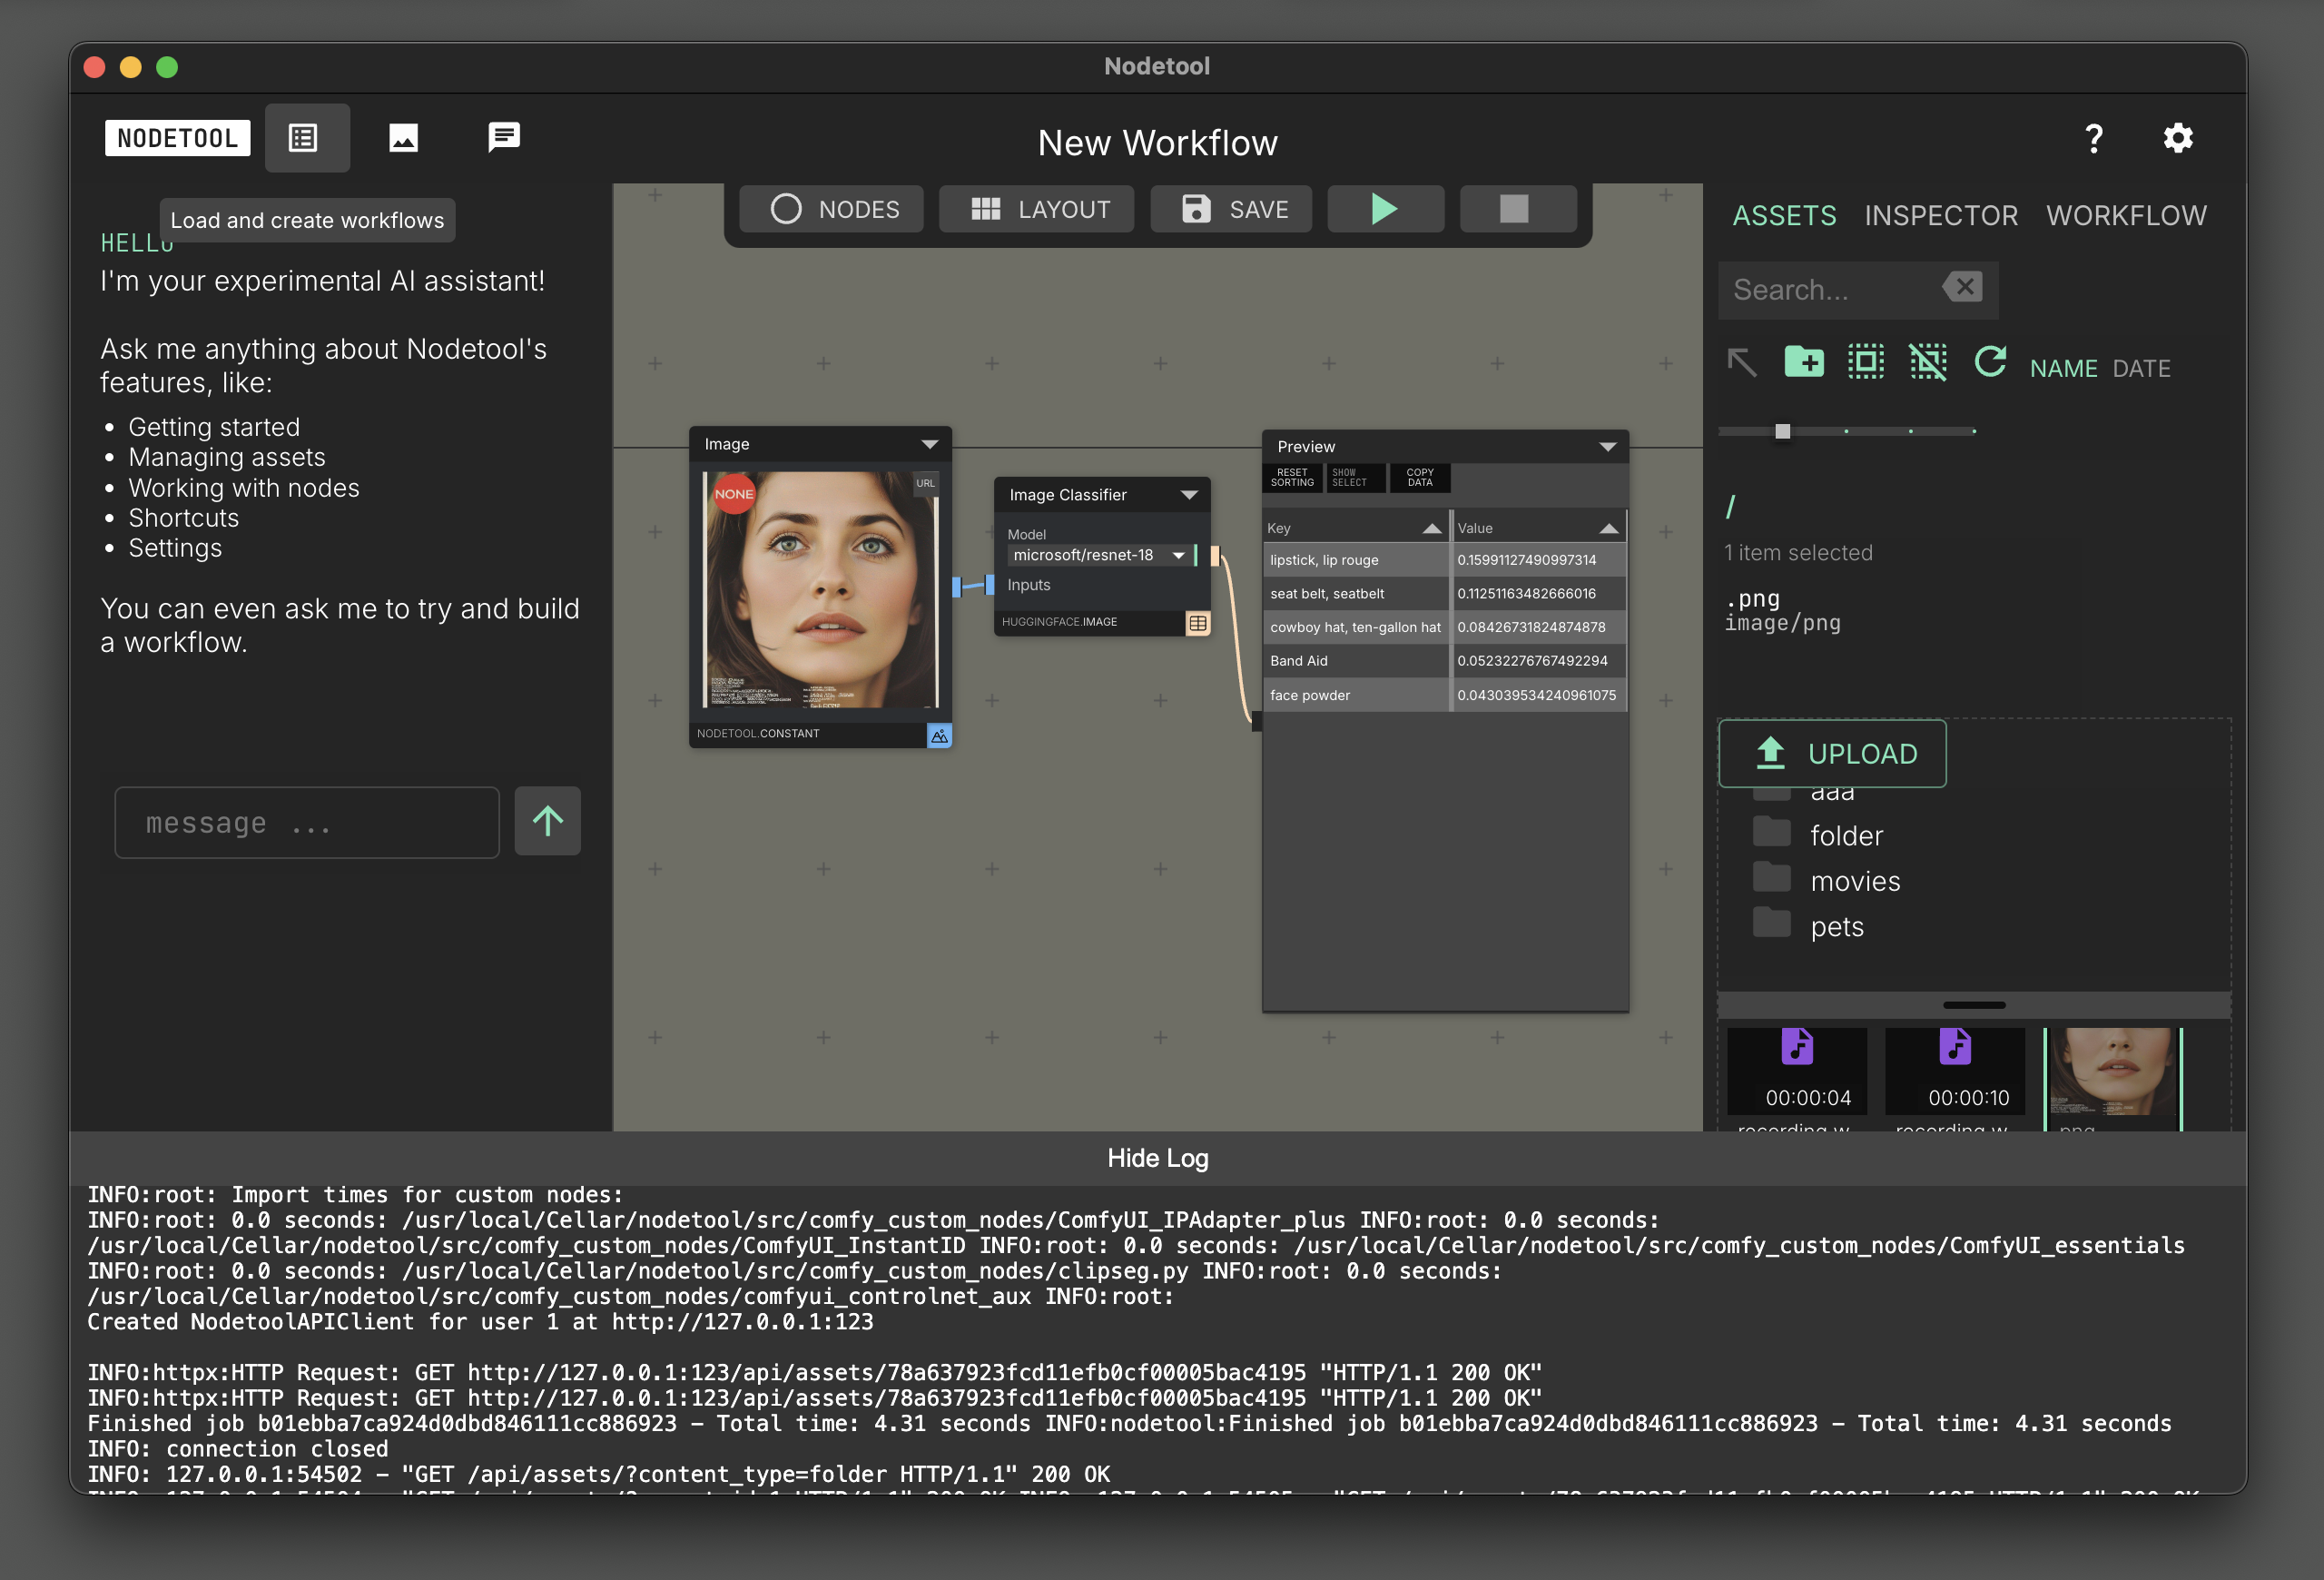 Nodetool
NODETOOL
New Workflow
?
Load and create workflows
HELLO
I'm your experimental AI assistant!
Ask me anything about Nodetool's
features, like:
• Getting started
• Managing assets
• Working with nodes
• Shortcuts
• Settings
You can even ask me to try and build
a workflow.
message ...
NODES
LAYOUT
SAVE
Image
NONE
URL
NODETOOL.CONSTANT
Image Classifier
Model
microsoft/resnet-18
Inputs
HUGGINGFACE.IMAGE
Preview
RESET SORTING
SHOW SELECT
COPY DATA
Key Value
lipstick, lip rouge 0.15991127490997314
seat belt, seatbelt 0.11251163482666016
cowboy hat, ten-gallon hat 0.08426731824874878
Band Aid 0.05232276767492294
face powder 0.043039534240961075
ASSETS INSPECTOR WORKFLOW
Search...
NAME DATE
/
1 item selected
.png
image/png
UPLOAD
aaa
folder
movies
pets
00:00:04
00:00:10
recording w
recording w
png
Hide Log
INFO:root: Import times for custom nodes:
INFO:root: 0.0 seconds: /usr/local/Cellar/nodetool/src/comfy_custom_nodes/ComfyUI_IPAdapter_plus INFO:root: 0.0 seconds:
/usr/local/Cellar/nodetool/src/comfy_custom_nodes/ComfyUI_InstantID INFO:root: 0.0 seconds: /usr/local/Cellar/nodetool/src/comfy_custom_nodes/ComfyUI_essentials
INFO:root: 0.0 seconds: /usr/local/Cellar/nodetool/src/comfy_custom_nodes/clipseg.py INFO:root: 0.0 seconds:
/usr/local/Cellar/nodetool/src/comfy_custom_nodes/comfyui_controlnet_aux INFO:root:
Created NodetoolAPIClient for user 1 at http://127.0.0.1:123
INFO:httpx:HTTP Request: GET http://127.0.0.1:123/api/assets/78a637923fcd11efb0cf00005bac4195 "HTTP/1.1 200 OK"
INFO:httpx:HTTP Request: GET http://127.0.0.1:123/api/assets/78a637923fcd11efb0cf00005bac4195 "HTTP/1.1 200 OK"
Finished job b01ebba7ca924d0dbd846111cc886923 – Total time: 4.31 seconds INFO:nodetool:Finished job b01ebba7ca924d0dbd846111cc886923 – Total time: 4.31 seconds
INFO: connection closed
INFO: 127.0.0.1:54502 – "GET /api/assets/?content_type=folder HTTP/1.1" 200 OK